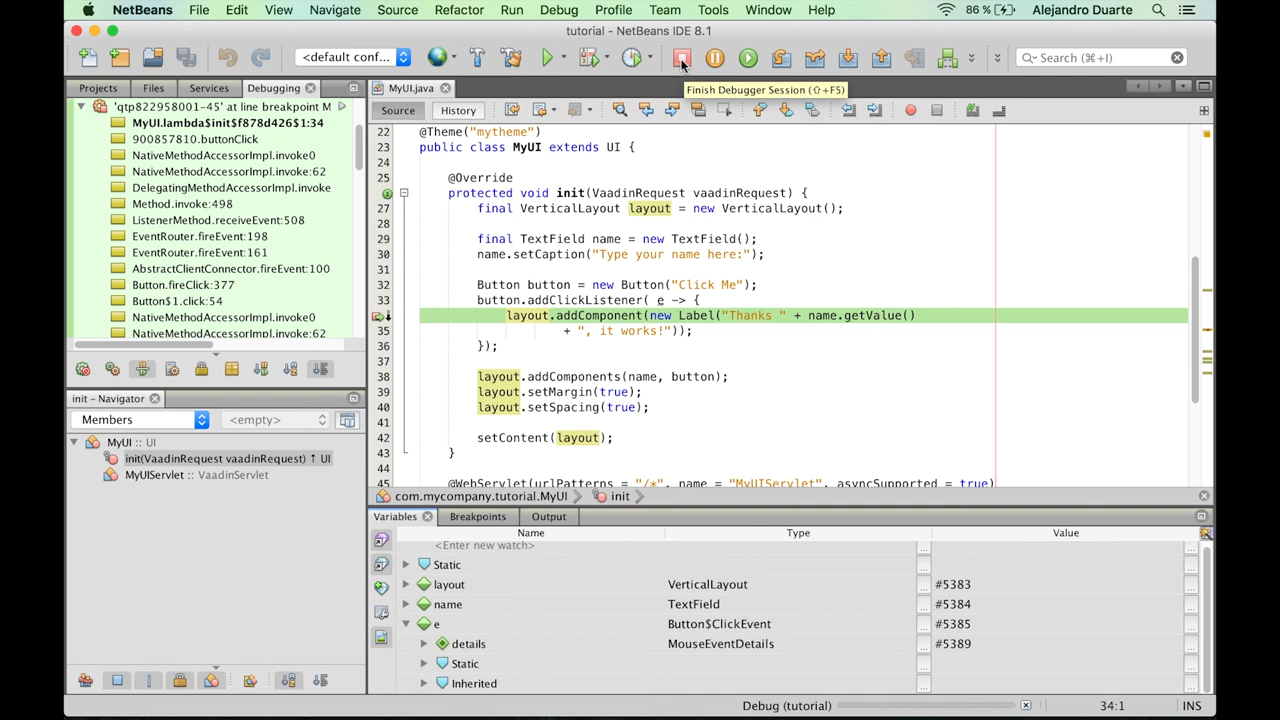 NetBeans File Edit View Navigate Source Refactor Run Debug Profile Team Tools Window Help 86 % Alejandro Duarte
tutorial - NetBeans IDE 8.1
<default conf... Search (⌘+I)
Finish Debugger Session (⇧+F5)
Projects Files Services Debugging
'qtp822958001-45' at line breakpoint M
MyUI.lambda$init$f878d426$1:34
900857810.buttonClick
NativeMethodAccessorImpl.invoke0
NativeMethodAccessorImpl.invoke:62
DelegatingMethodAccessorImpl.invoke
Method.invoke:498
ListenerMethod.receiveEvent:508
EventRouter.fireEvent:198
EventRouter.fireEvent:161
AbstractClientConnector.fireEvent:100
Button.fireClick:377
Button$1.click:54
NativeMethodAccessorImpl.invoke0
NativeMethodAccessorImpl.invoke:62
init - Navigator
Members <empty>
MyUI :: UI
init(VaadinRequest vaadinRequest) ↑ UI
MyUIServlet :: VaadinServlet
MyUI.java
Source History
22 @Theme("mytheme")
23 public class MyUI extends UI {
24
25 @Override
protected void init(VaadinRequest vaadinRequest) {
27 final VerticalLayout layout = new VerticalLayout();
28
29 final TextField name = new TextField();
30 name.setCaption("Type your name here:");
31
32 Button button = new Button("Click Me");
33 button.addClickListener( e -> {
layout.addComponent(new Label("Thanks " + name.getValue()
35 + ", it works!"));
36 });
37
38 layout.addComponents(name, button);
39 layout.setMargin(true);
40 layout.setSpacing(true);
41
42 setContent(layout);
43 }
44
45 @WebServlet(urlPatterns = "/*", name = "MyUIServlet", asyncSupported = true)
com.mycompany.tutorial.MyUI init
Variables Breakpoints Output
Name Type Value
<Enter new watch>
Static
layout VerticalLayout #5383
name TextField #5384
e Button$ClickEvent #5385
details MouseEventDetails #5389
Static
Inherited
Debug (tutorial) 34:1 INS